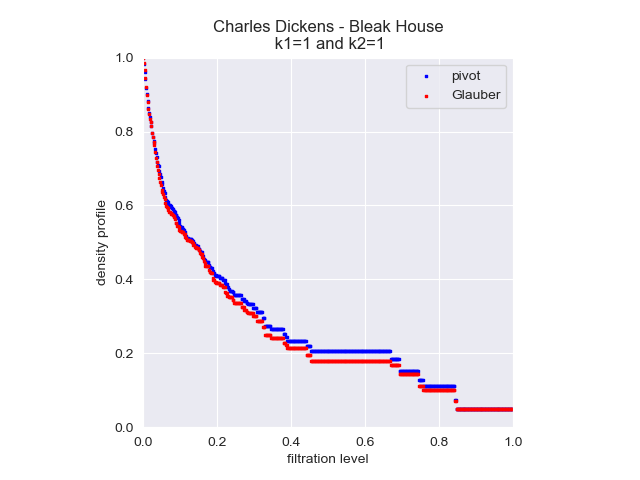 Charles Dickens - Bleak House
k1=1 and k2=1
pivot
Glauber
density profile
1.0
0.8
0.6
0.4
0.2
0.0
0.0 0.2 0.4 0.6 0.8 1.0
filtration level